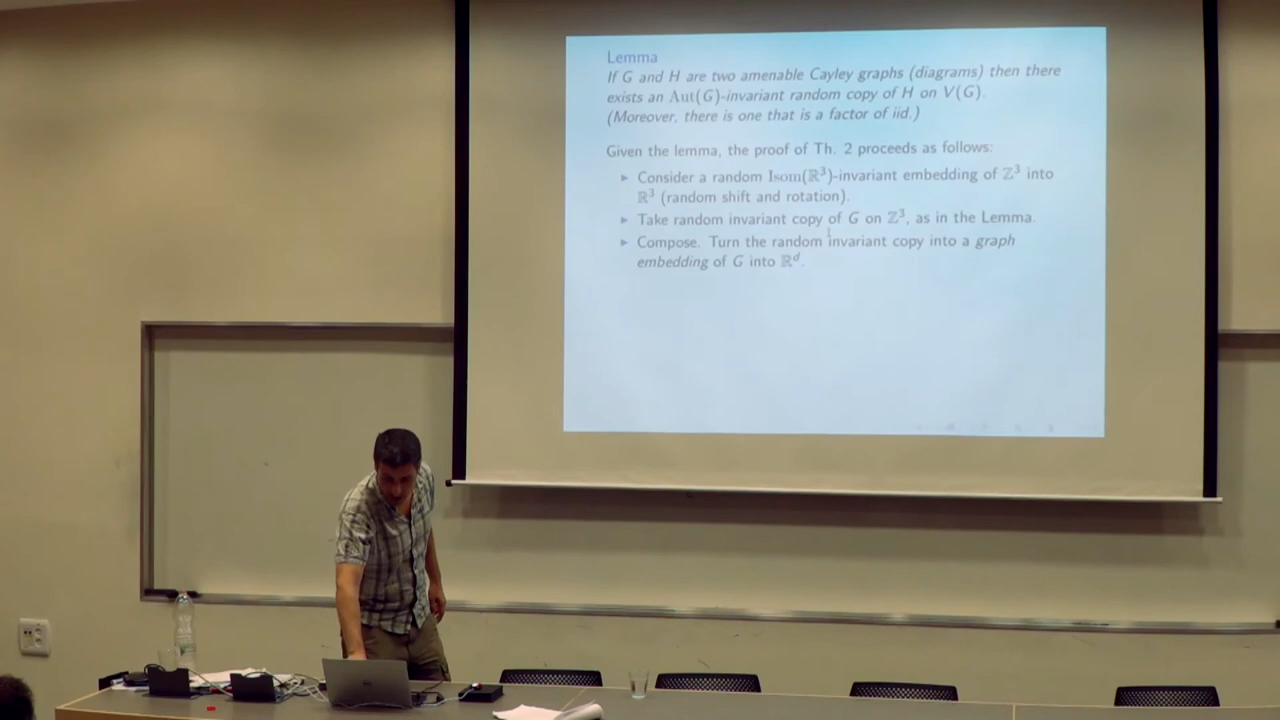 Lemma
If G and H are two amenable Cayley graphs (diagrams) then there
exists an Aut(G)-invariant random copy of H on V(G).
(Moreover, there is one that is a factor of iid.)
Given the lemma, the proof of Th. 2 proceeds as follows:
▸ Consider a random Isom(ℝ³)-invariant embedding of ℤ³ into
ℝ³ (random shift and rotation).
▸ Take random invariant copy of G on ℤ³, as in the Lemma.
▸ Compose. Turn the random invariant copy into a graph
embedding of G into ℝᵈ.